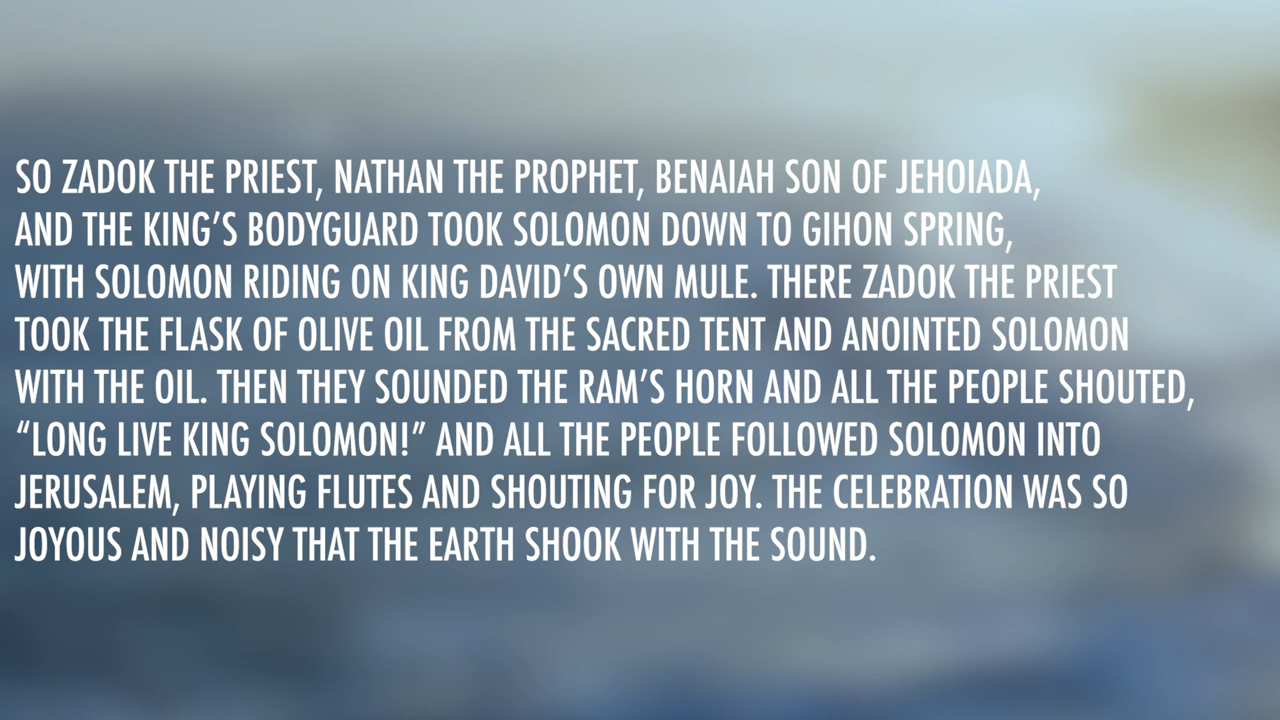 SO ZADOK THE PRIEST, NATHAN THE PROPHET, BENAIAH SON OF JEHOIADA,
AND THE KING’S BODYGUARD TOOK SOLOMON DOWN TO GIHON SPRING,
WITH SOLOMON RIDING ON KING DAVID’S OWN MULE. THERE ZADOK THE PRIEST
TOOK THE FLASK OF OLIVE OIL FROM THE SACRED TENT AND ANOINTED SOLOMON
WITH THE OIL. THEN THEY SOUNDED THE RAM’S HORN AND ALL THE PEOPLE SHOUTED,
“LONG LIVE KING SOLOMON!” AND ALL THE PEOPLE FOLLOWED SOLOMON INTO
JERUSALEM, PLAYING FLUTES AND SHOUTING FOR JOY. THE CELEBRATION WAS SO
JOYOUS AND NOISY THAT THE EARTH SHOOK WITH THE SOUND.